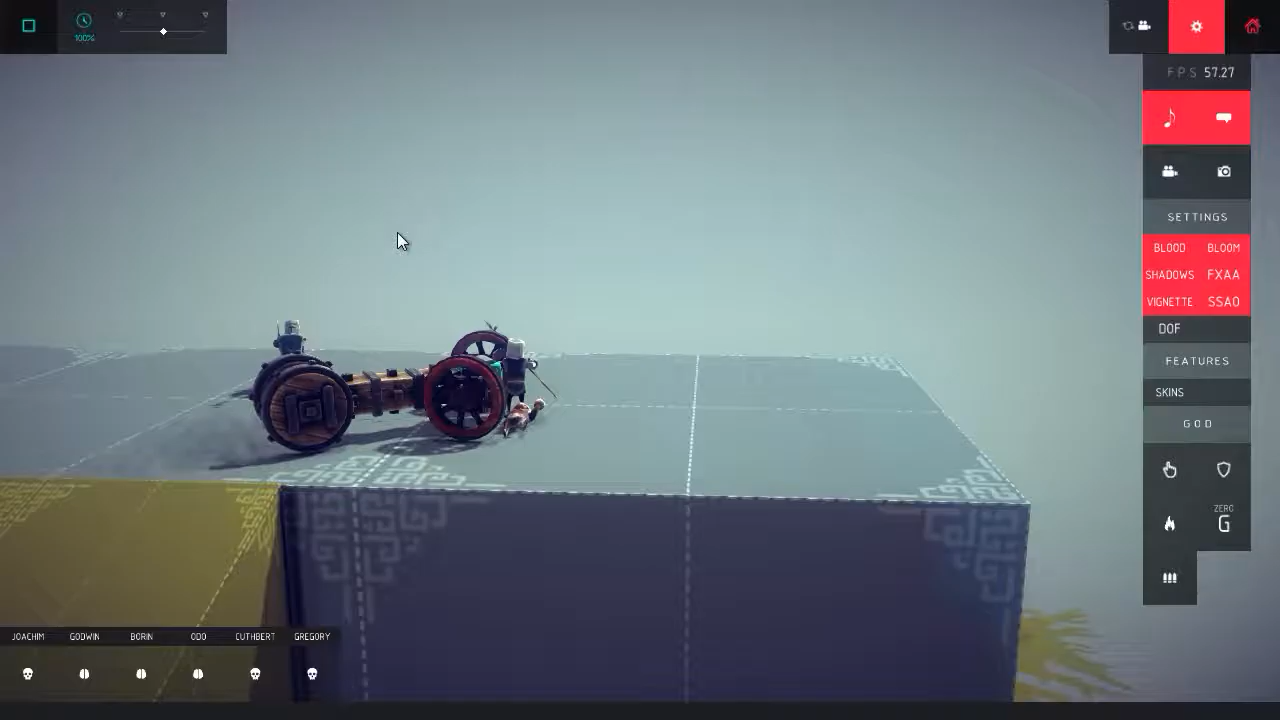 100%
FPS 57.27
SETTINGS
BLOOD BLOOM
SHADOWS FXAA
VIGNETTE SSAO
DOF
FEATURES
SKINS
GOD
ZERO
G
JOACHIM GODWIN BORIN ODO CUTHBERT GREGORY